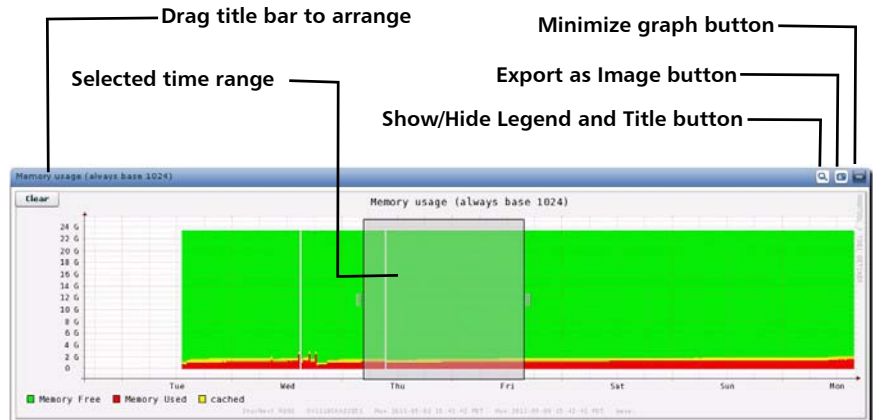 Drag title bar to arrange
Minimize graph button
Selected time range
Export as Image button
Show/Hide Legend and Title button
Memory usage (always base 1024)
Clear
Memory usage (always base 1024)
24 G
22 G
20 G
18 G
16 G
14 G
12 G
10 G
8 G
6 G
4 G
2 G
0
Tue Wed Thu Fri Sat Sun Mon
Memory Free Memory Used cached